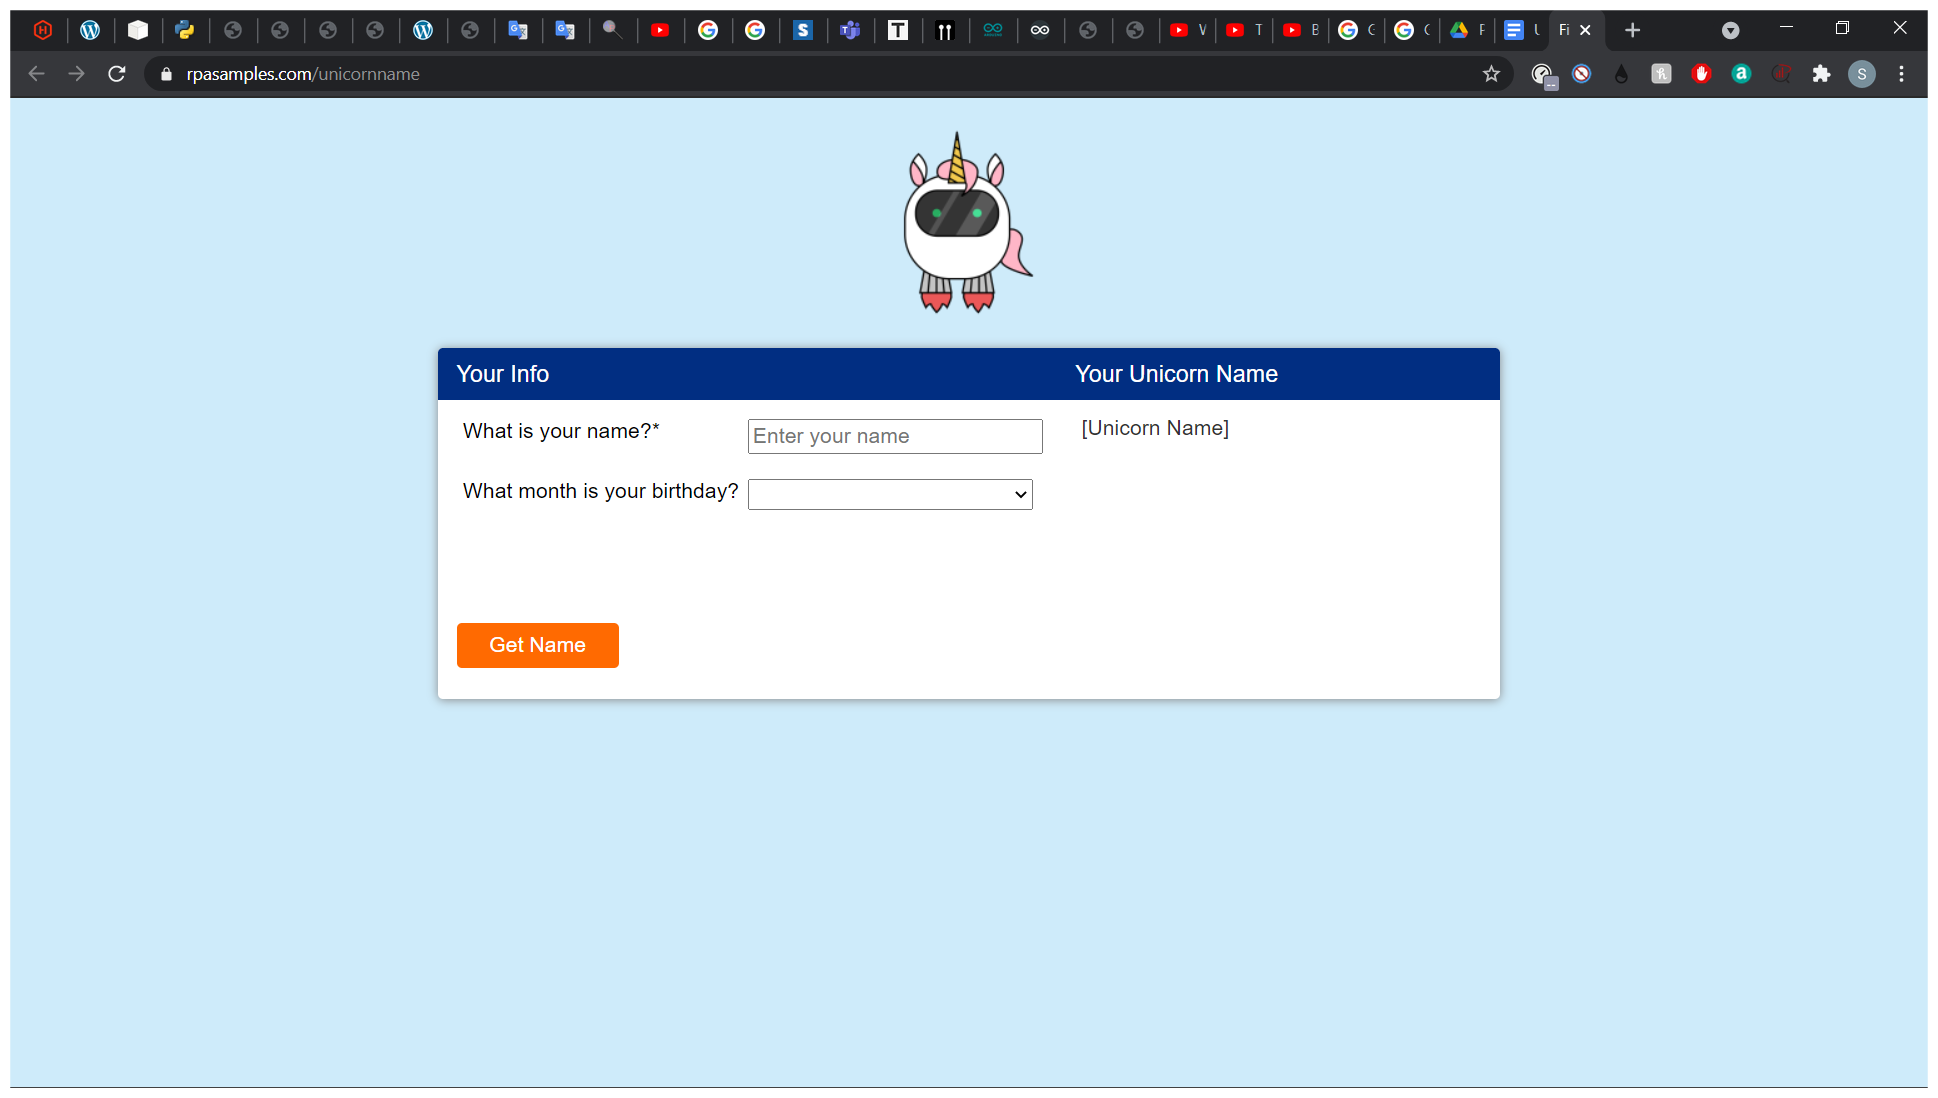 V T B G G F U Fi
rpasamples.com/unicornname
S
Your Info Your Unicorn Name
What is your name?* Enter your name [Unicorn Name]
What month is your birthday?
Get Name